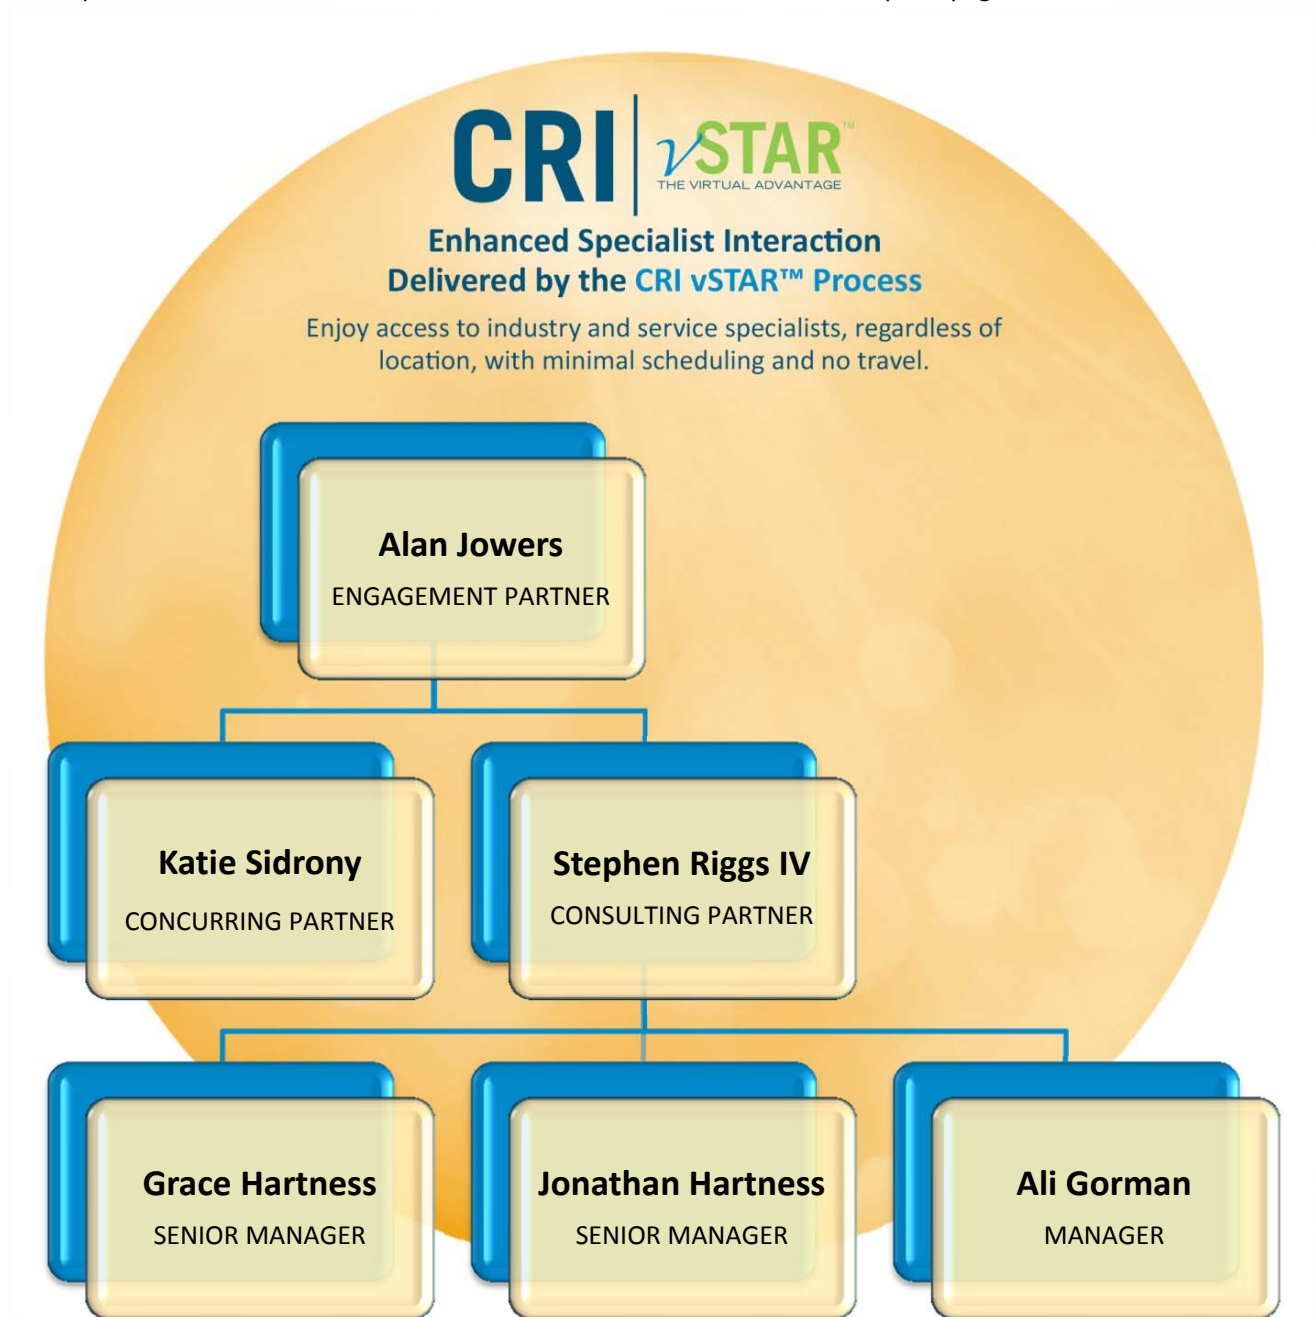 CRI vSTAR™
THE VIRTUAL ADVANTAGE
Enhanced Specialist Interaction
Delivered by the CRI vSTAR™ Process
Enjoy access to industry and service specialists, regardless of
location, with minimal scheduling and no travel.
Alan Jowers
ENGAGEMENT PARTNER
Katie Sidrony
CONCURRING PARTNER
Stephen Riggs IV
CONSULTING PARTNER
Grace Hartness
SENIOR MANAGER
Jonathan Hartness
SENIOR MANAGER
Ali Gorman
MANAGER